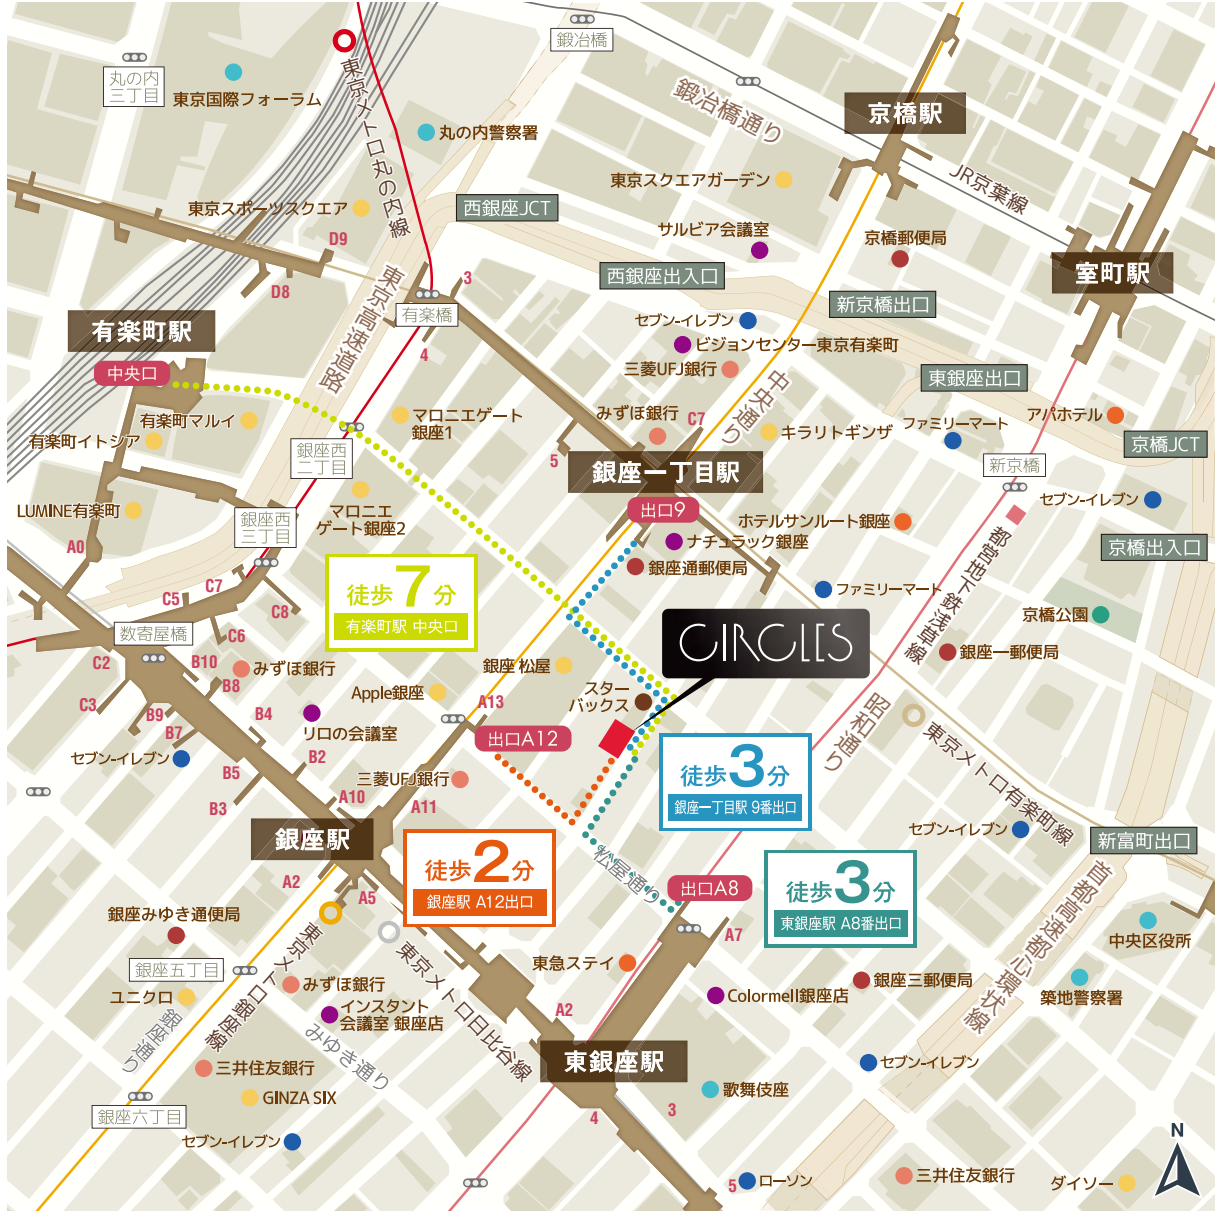 鍛冶橋
丸の内
三丁目
東京国際フォーラム
東京メトロ丸の内線
丸の内警察署
鍛冶橋通り
京橋駅
JR京葉線
東京スクエアガーデン
東京スポーツスクエア
西銀座JCT
サルビア会議室
京橋郵便局
D9
D8
3
東京高速道路
西銀座出入口
室町駅
新京橋出口
有楽橋
有楽町駅
中央口
4
セブン-イレブン
ビジョンセンター東京有楽町
三菱UFJ銀行
中央通り
東銀座出口
有楽町マルイ
有楽町イトシア
マロニエゲート
銀座1
みずほ銀行
C7
キラリトギンザ
ファミリーマート
アパホテル
京橋JCT
銀座西
二丁目
5
銀座一丁目駅
新京橋
LUMINE有楽町
マロニエ
ゲート銀座2
銀座西
三丁目
出口9
ホテルサンルート銀座
セブン-イレブン
A0
ナチュラック銀座
銀座通郵便局
都営地下鉄浅草線
京橋出入口
徒歩7分
有楽町駅 中央口
C7
C5
C8
ファミリーマート
京橋公園
CIRCLES
数寄屋橋
C6
C2
B10
みずほ銀行
B8
銀座 松屋
銀座一郵便局
C3
B9
B7
B4
Apple銀座
A13
スター
バックス
昭和通り
リロの会議室
出口A12
セブン-イレブン
B5
B2
B3
三菱UFJ銀行
A10
A11
徒歩3分
銀座一丁目駅 9番出口
東京メトロ有楽町線
セブン-イレブン
新富町出口
銀座駅
徒歩2分
銀座駅 A12出口
松屋通り
出口A8
徒歩3分
東銀座駅 A8番出口
首都高速都心環状線
A2
A5
銀座みゆき通便局
東京メトロ銀座線
東京メトロ日比谷線
A7
中央区役所
銀座五丁目
ユニクロ
みずほ銀行
東急ステイ
Colormell銀座店
銀座三郵便局
築地警察署
インスタント
会議室 銀座店
銀座通り
みゆき通り
A2
東銀座駅
三井住友銀行
セブン-イレブン
GINZA SIX
歌舞伎座
銀座六丁目
4
3
セブン-イレブン
5
ローソン
三井住友銀行
ダイソー
N